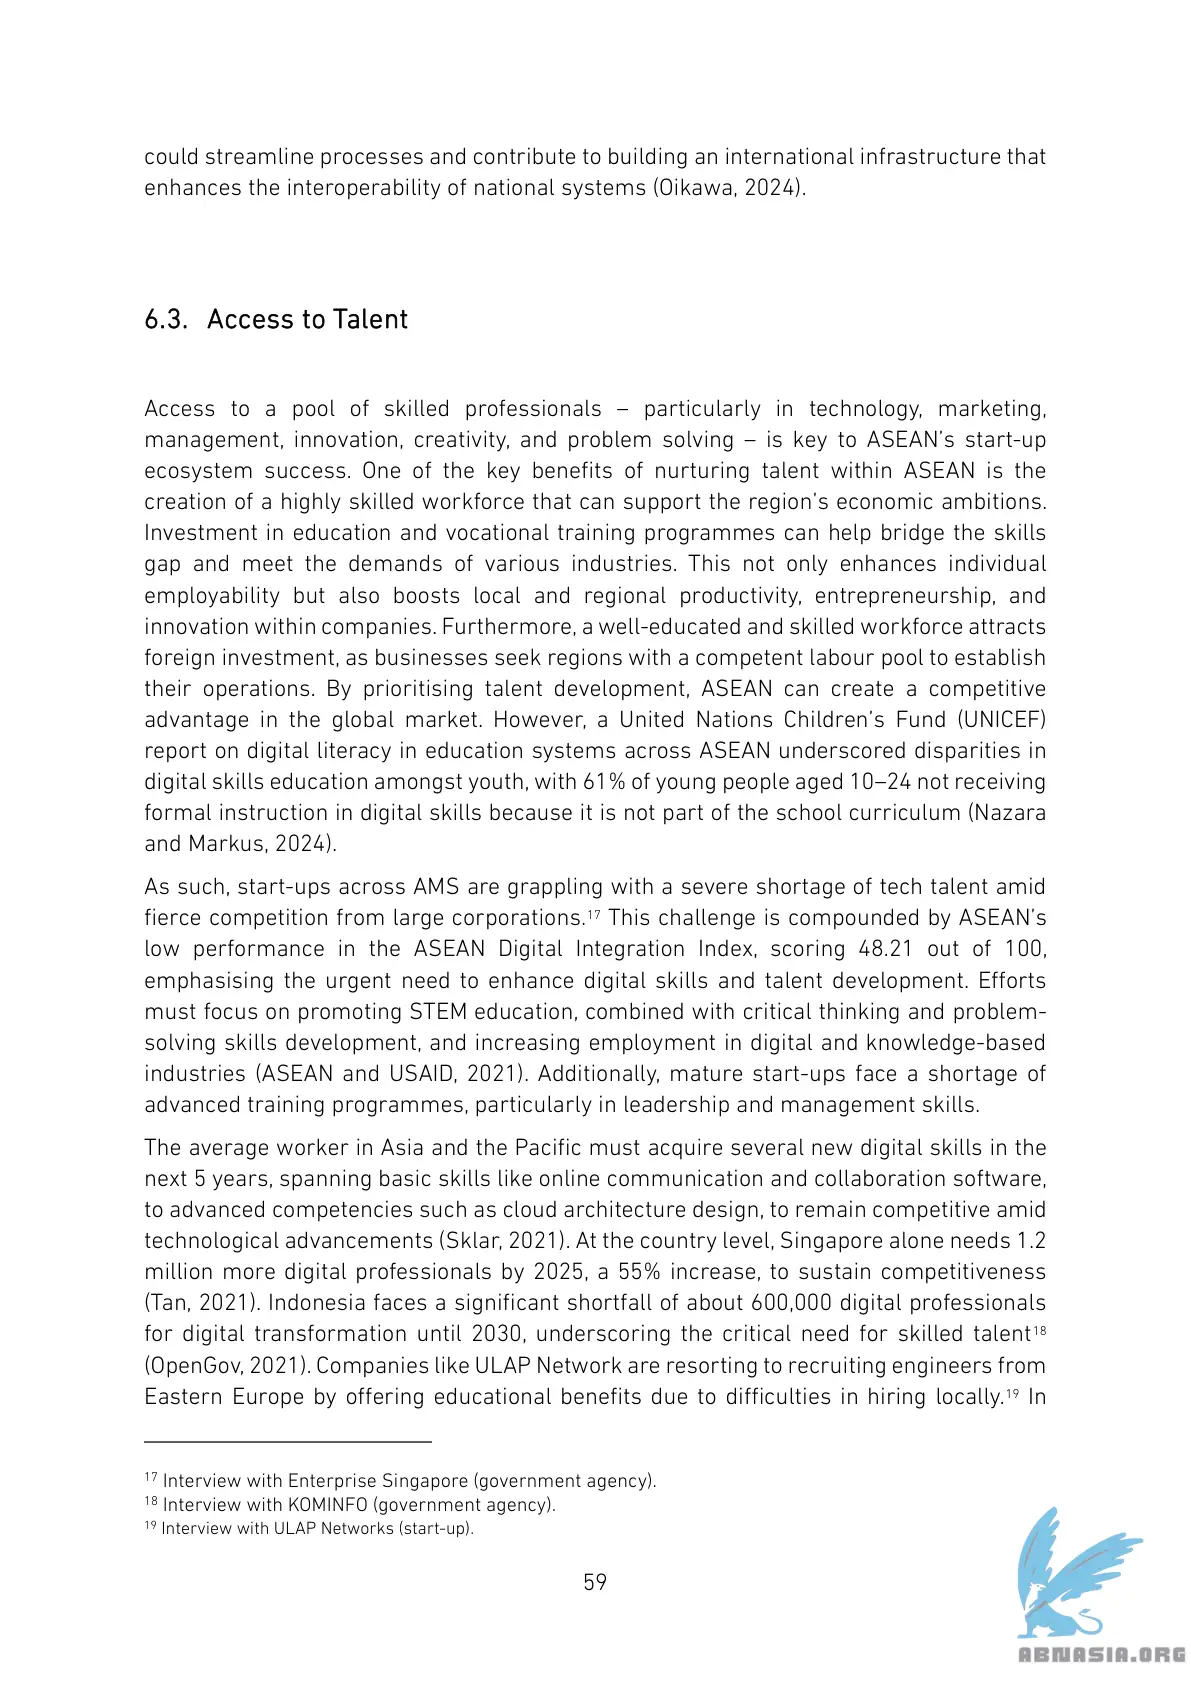 could streamline processes and contribute to building an international infrastructure that
enhances the interoperability of national systems (Oikawa, 2024).
6.3. Access to Talent
Access to a pool of skilled professionals – particularly in technology, marketing,
management, innovation, creativity, and problem solving – is key to ASEAN’s start-up
ecosystem success. One of the key benefits of nurturing talent within ASEAN is the
creation of a highly skilled workforce that can support the region’s economic ambitions.
Investment in education and vocational training programmes can help bridge the skills
gap and meet the demands of various industries. This not only enhances individual
employability but also boosts local and regional productivity, entrepreneurship, and
innovation within companies. Furthermore, a well-educated and skilled workforce attracts
foreign investment, as businesses seek regions with a competent labour pool to establish
their operations. By prioritising talent development, ASEAN can create a competitive
advantage in the global market. However, a United Nations Children’s Fund (UNICEF)
report on digital literacy in education systems across ASEAN underscored disparities in
digital skills education amongst youth, with 61% of young people aged 10–24 not receiving
formal instruction in digital skills because it is not part of the school curriculum (Nazara
and Markus, 2024).
As such, start-ups across AMS are grappling with a severe shortage of tech talent amid
fierce competition from large corporations.¹⁷ This challenge is compounded by ASEAN’s
low performance in the ASEAN Digital Integration Index, scoring 48.21 out of 100,
emphasising the urgent need to enhance digital skills and talent development. Efforts
must focus on promoting STEM education, combined with critical thinking and problem-
solving skills development, and increasing employment in digital and knowledge-based
industries (ASEAN and USAID, 2021). Additionally, mature start-ups face a shortage of
advanced training programmes, particularly in leadership and management skills.
The average worker in Asia and the Pacific must acquire several new digital skills in the
next 5 years, spanning basic skills like online communication and collaboration software,
to advanced competencies such as cloud architecture design, to remain competitive amid
technological advancements (Sklar, 2021). At the country level, Singapore alone needs 1.2
million more digital professionals by 2025, a 55% increase, to sustain competitiveness
(Tan, 2021). Indonesia faces a significant shortfall of about 600,000 digital professionals
for digital transformation until 2030, underscoring the critical need for skilled talent¹⁸
(OpenGov, 2021). Companies like ULAP Network are resorting to recruiting engineers from
Eastern Europe by offering educational benefits due to difficulties in hiring locally.¹⁹ In
¹⁷ Interview with Enterprise Singapore (government agency).
¹⁸ Interview with KOMINFO (government agency).
¹⁹ Interview with ULAP Networks (start-up).
59
ABNASIA.ORG